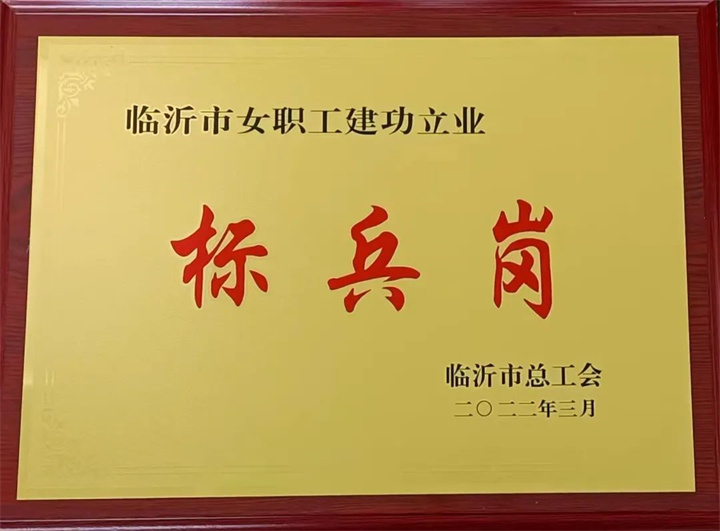 临沂市女职工建功立业
标兵岗
临沂市总工会
二〇二二年三月